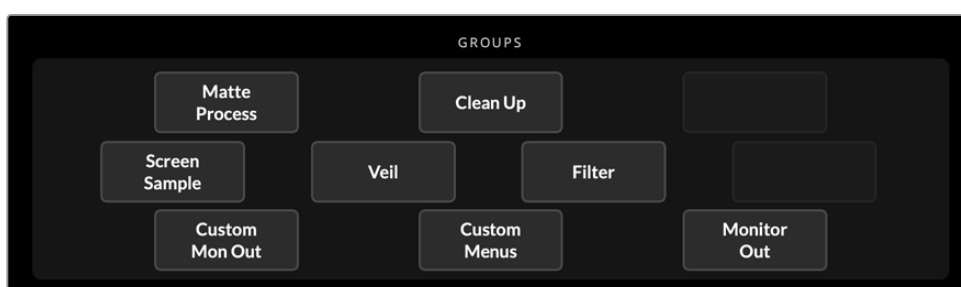 GROUPS
Matte
Process
Clean Up
Screen
Sample
Veil
Filter
Custom
Mon Out
Custom
Menus
Monitor
Out